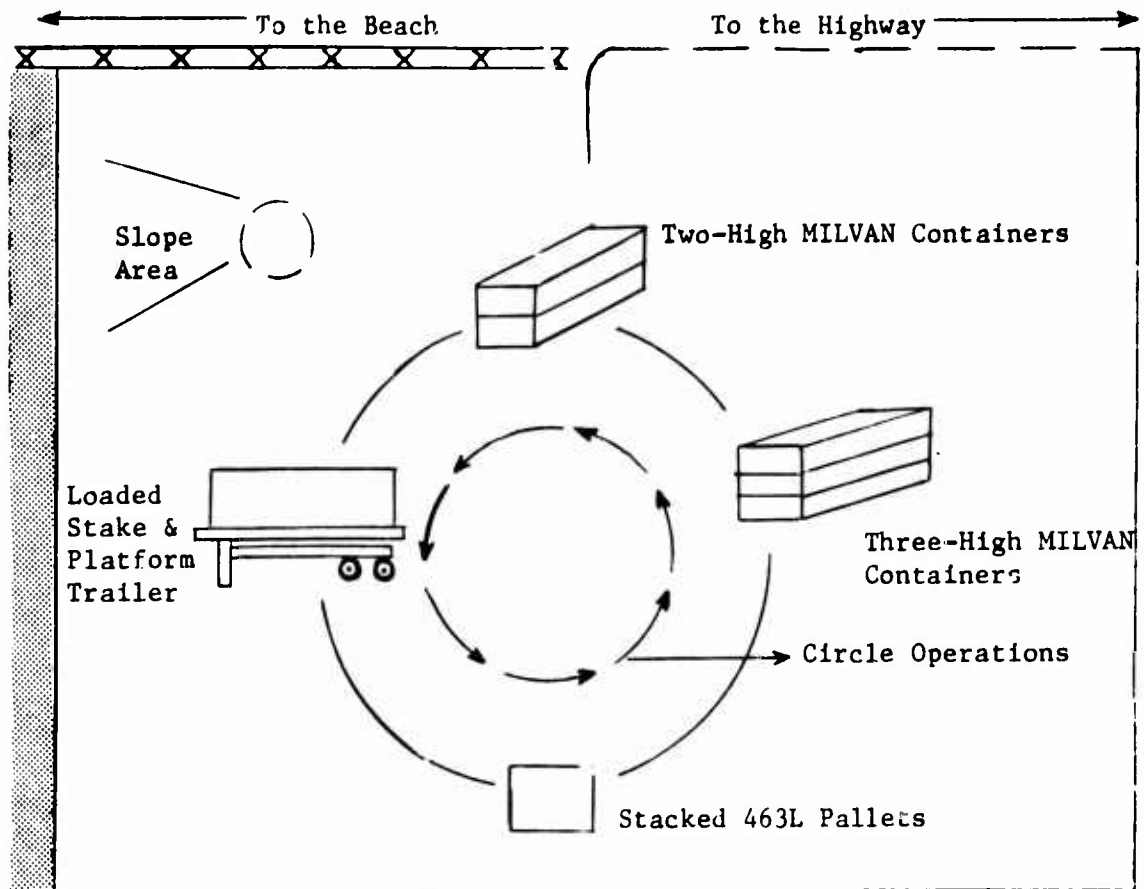 To the Beach
To the Highway
Slope
Area
Two-High MILVAN Containers
Loaded
Stake &
Platform
Trailer
Three-High MILVAN
Containers
Circle Operations
Stacked 463L Pallets